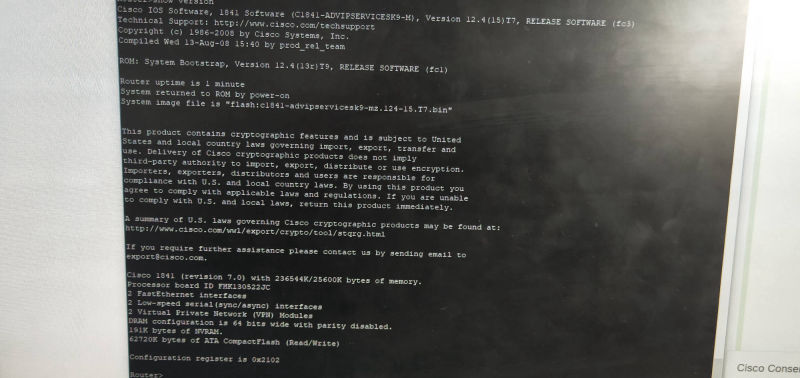 Router>show version
Cisco IOS Software, 1841 Software (C1841-ADVIPSERVICESK9-M), Version 12.4(15)T7, RELEASE SOFTWARE (fc3)
Technical Support: http://www.cisco.com/techsupport
Copyright (c) 1986-2008 by Cisco Systems, Inc.
Compiled Wed 13-Aug-08 15:40 by prod_rel_team
ROM: System Bootstrap, Version 12.4(13r)T9, RELEASE SOFTWARE (fc1)
Router uptime is 1 minute
System returned to ROM by power-on
System image file is "flash:c1841-advipservicesk9-mz.124-15.T7.bin"
This product contains cryptographic features and is subject to United
States and local country laws governing import, export, transfer and
use. Delivery of Cisco cryptographic products does not imply
third-party authority to import, export, distribute or use encryption.
Importers, exporters, distributors and users are responsible for
compliance with U.S. and local country laws. By using this product you
agree to comply with applicable laws and regulations. If you are unable
to comply with U.S. and local laws, return this product immediately.
A summary of U.S. laws governing Cisco cryptographic products may be found at:
http://www.cisco.com/wwl/export/crypto/tool/stqrg.html
If you require further assistance please contact us by sending email to
export@cisco.com.
Cisco 1841 (revision 7.0) with 236544K/25600K bytes of memory.
Processor board ID FHK130522JC
2 FastEthernet interfaces
2 Low-speed serial(sync/async) interfaces
2 Virtual Private Network (VPN) Modules
DRAM configuration is 64 bits wide with parity disabled.
191K bytes of NVRAM.
62720K bytes of ATA CompactFlash (Read/Write)
Configuration register is 0x2102
Router>
Cisco Conse